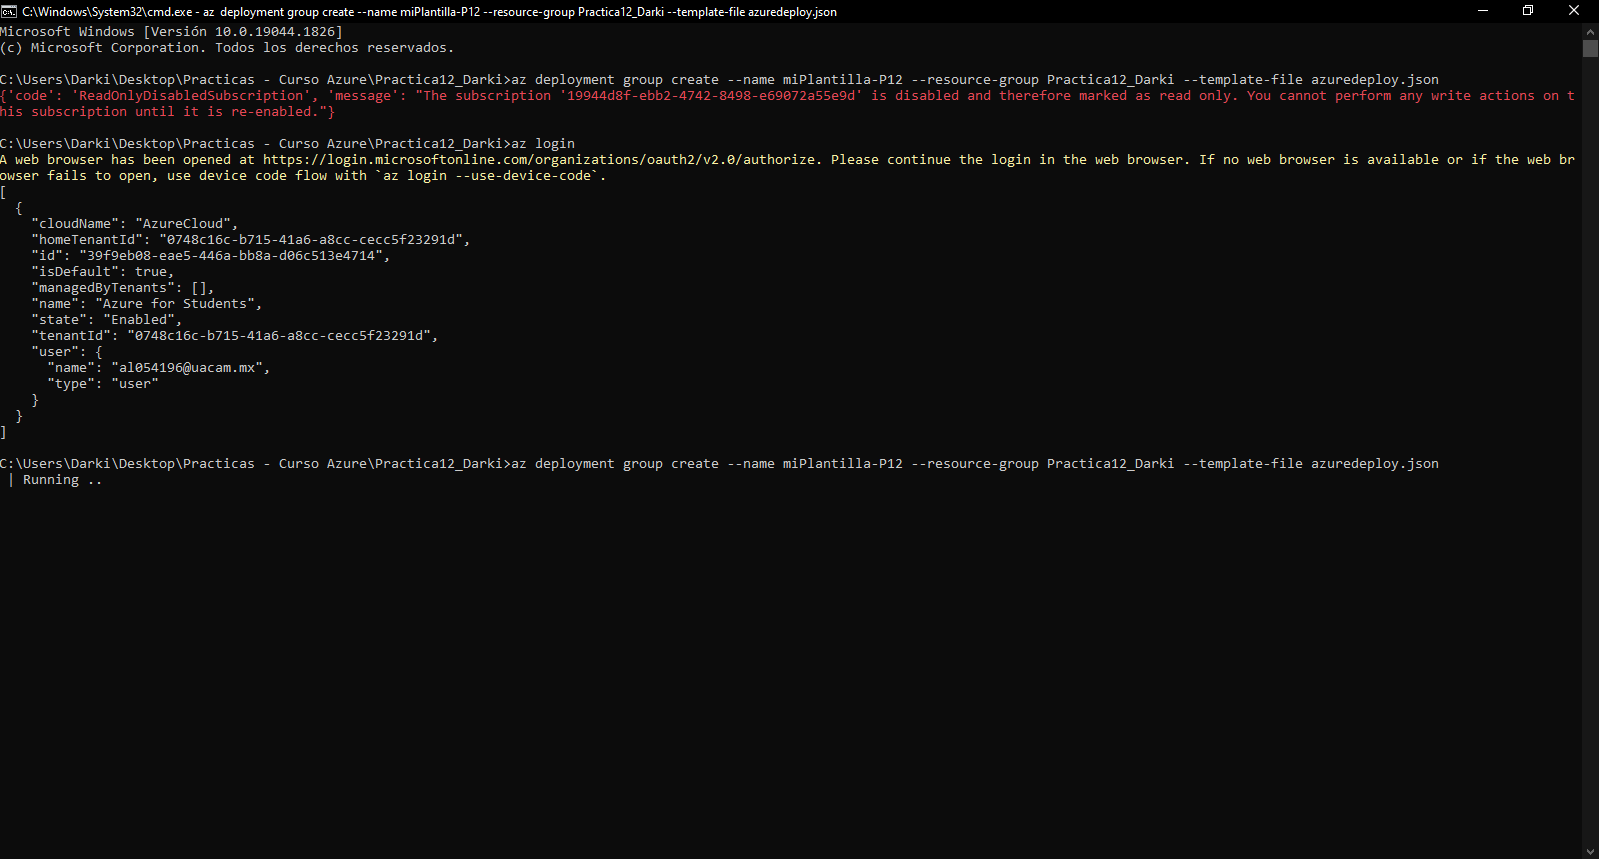 C:\Windows\System32\cmd.exe - az  deployment group create --name miPlantilla-P12 --resource-group Practica12_Darki --template-file azuredeploy.json
Microsoft Windows [Versión 10.0.19044.1826]
(c) Microsoft Corporation. Todos los derechos reservados.
C:\Users\Darki\Desktop\Practicas - Curso Azure\Practica12_Darki>az deployment group create --name miPlantilla-P12 --resource-group Practica12_Darki --template-file azuredeploy.json
{'code': 'ReadOnlyDisabledSubscription', 'message': "The subscription '19944d8f-ebb2-4742-8498-e69072a55e9d' is disabled and therefore marked as read only. You cannot perform any write actions on t
his subscription until it is re-enabled."}
C:\Users\Darki\Desktop\Practicas - Curso Azure\Practica12_Darki>az login
A web browser has been opened at https://login.microsoftonline.com/organizations/oauth2/v2.0/authorize. Please continue the login in the web browser. If no web browser is available or if the web br
owser fails to open, use device code flow with `az login --use-device-code`.
[
  {
    "cloudName": "AzureCloud",
    "homeTenantId": "0748c16c-b715-41a6-a8cc-cecc5f23291d",
    "id": "39f9eb08-eae5-446a-bb8a-d06c513e4714",
    "isDefault": true,
    "managedByTenants": [],
    "name": "Azure for Students",
    "state": "Enabled",
    "tenantId": "0748c16c-b715-41a6-a8cc-cecc5f23291d",
    "user": {
      "name": "al054196@uacam.mx",
      "type": "user"
    }
  }
]
C:\Users\Darki\Desktop\Practicas - Curso Azure\Practica12_Darki>az deployment group create --name miPlantilla-P12 --resource-group Practica12_Darki --template-file azuredeploy.json
 | Running ..